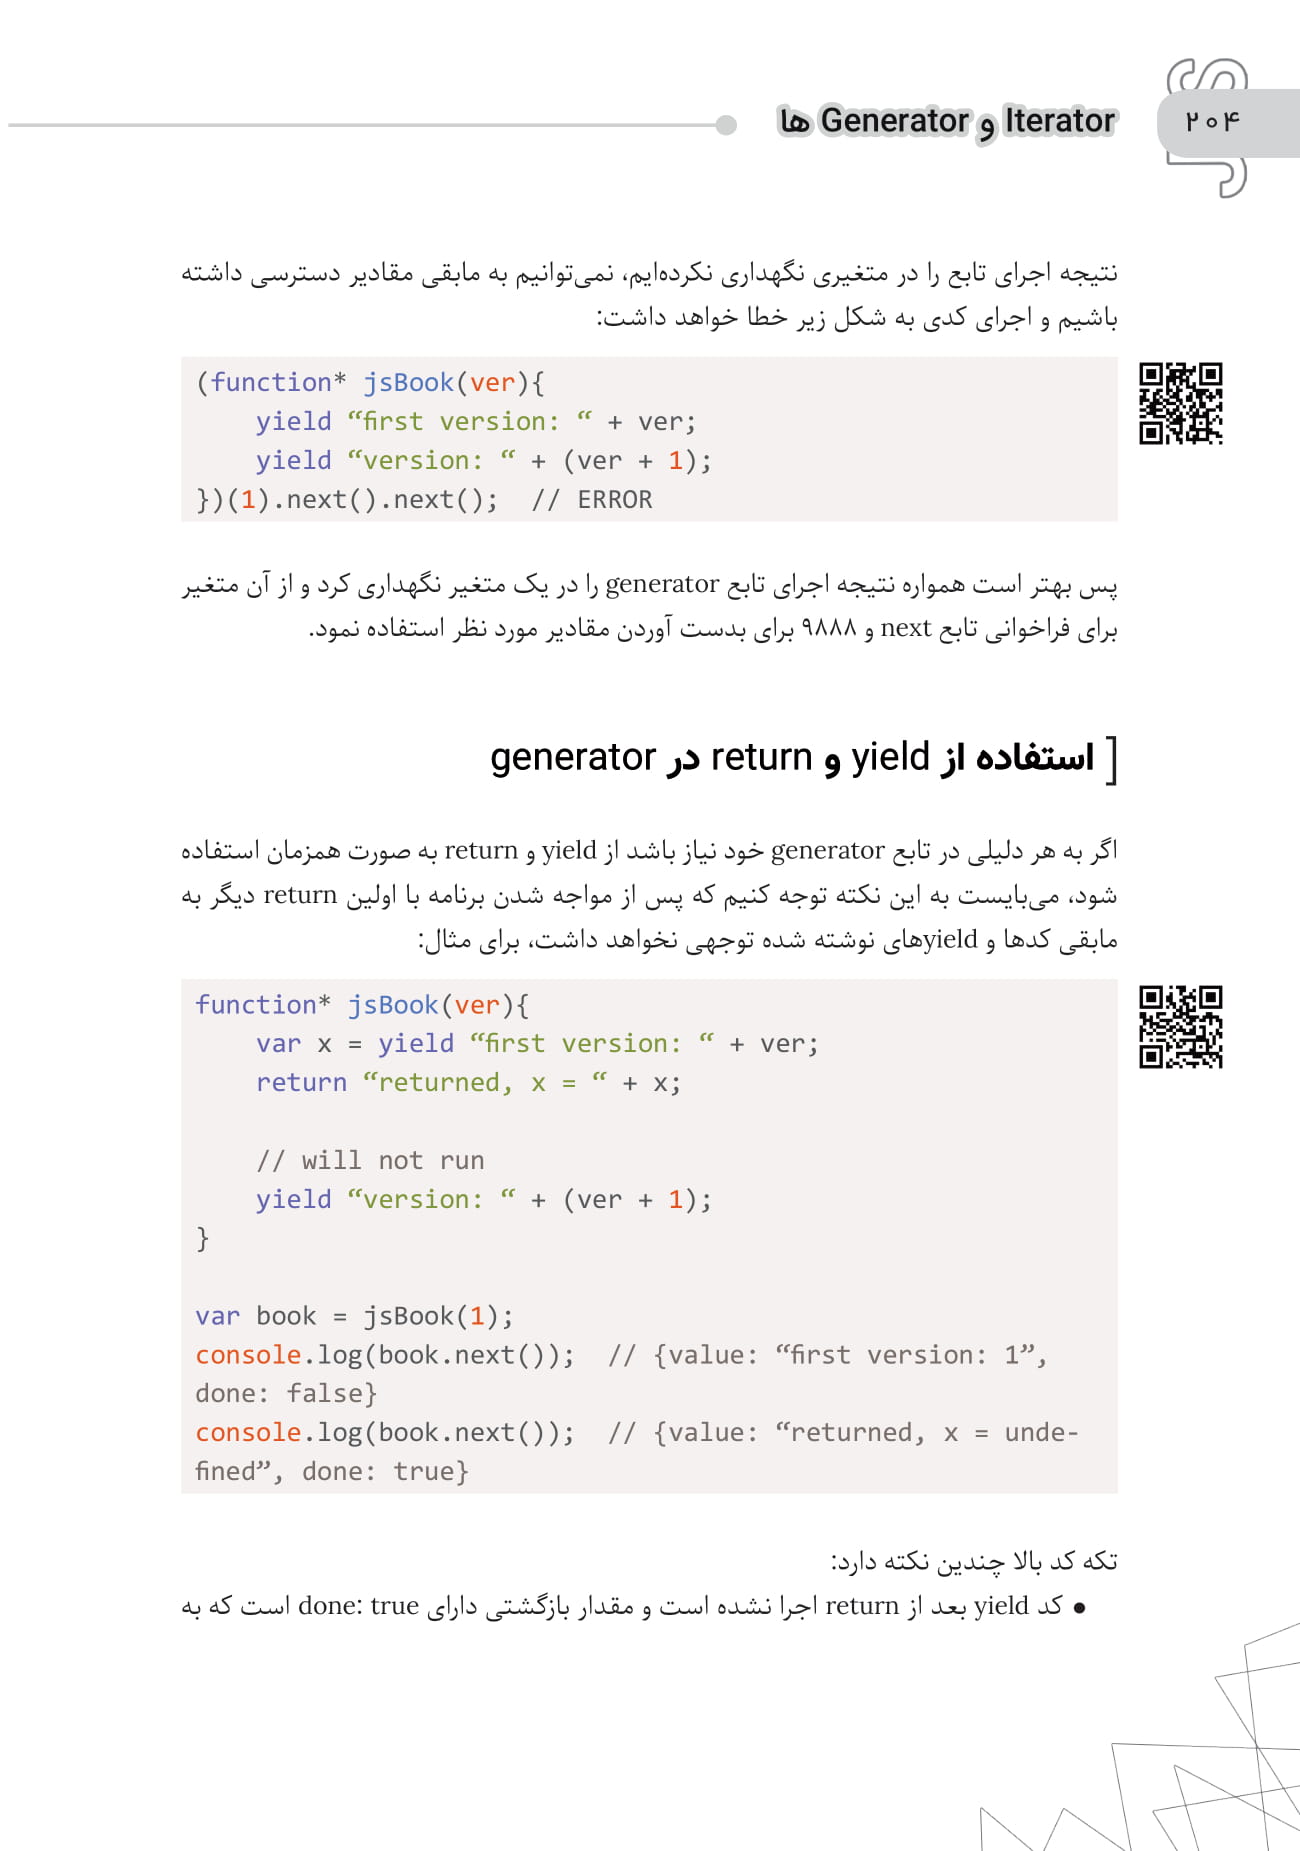 ۲۰۴
Iterator و Generator ها
نتیجه اجرای تابع را در متغیری نگهداری نکرده‌ایم، نمی‌توانیم به مابقی مقادیر دسترسی داشته
باشیم و اجرای کدی به شکل زیر خطا خواهد داشت:
(function* jsBook(ver){
    yield “first version: “ + ver;
    yield “version: “ + (ver + 1);
})(1).next().next();  // ERROR
پس بهتر است همواره نتیجه اجرای تابع generator را در یک متغیر نگهداری کرد و از آن متغیر
برای فراخوانی تابع next و ۹۸۸۸ برای بدست آوردن مقادیر مورد نظر استفاده نمود.
[ استفاده از yield و return در generator
اگر به هر دلیلی در تابع generator خود نیاز باشد از yield و return به صورت همزمان استفاده
شود، می‌بایست به این نکته توجه کنیم که پس از مواجه شدن برنامه با اولین return دیگر به
مابقی کدها و yieldهای نوشته شده توجهی نخواهد داشت، برای مثال:
function* jsBook(ver){
    var x = yield “first version: “ + ver;
    return “returned, x = “ + x;
    // will not run
    yield “version: “ + (ver + 1);
}
var book = jsBook(1);
console.log(book.next());  // {value: “first version: 1”,
done: false}
console.log(book.next());  // {value: “returned, x = unde-
fined”, done: true}
تکه کد بالا چندین نکته دارد:
● کد yield بعد از return اجرا نشده است و مقدار بازگشتی دارای done: true است که به